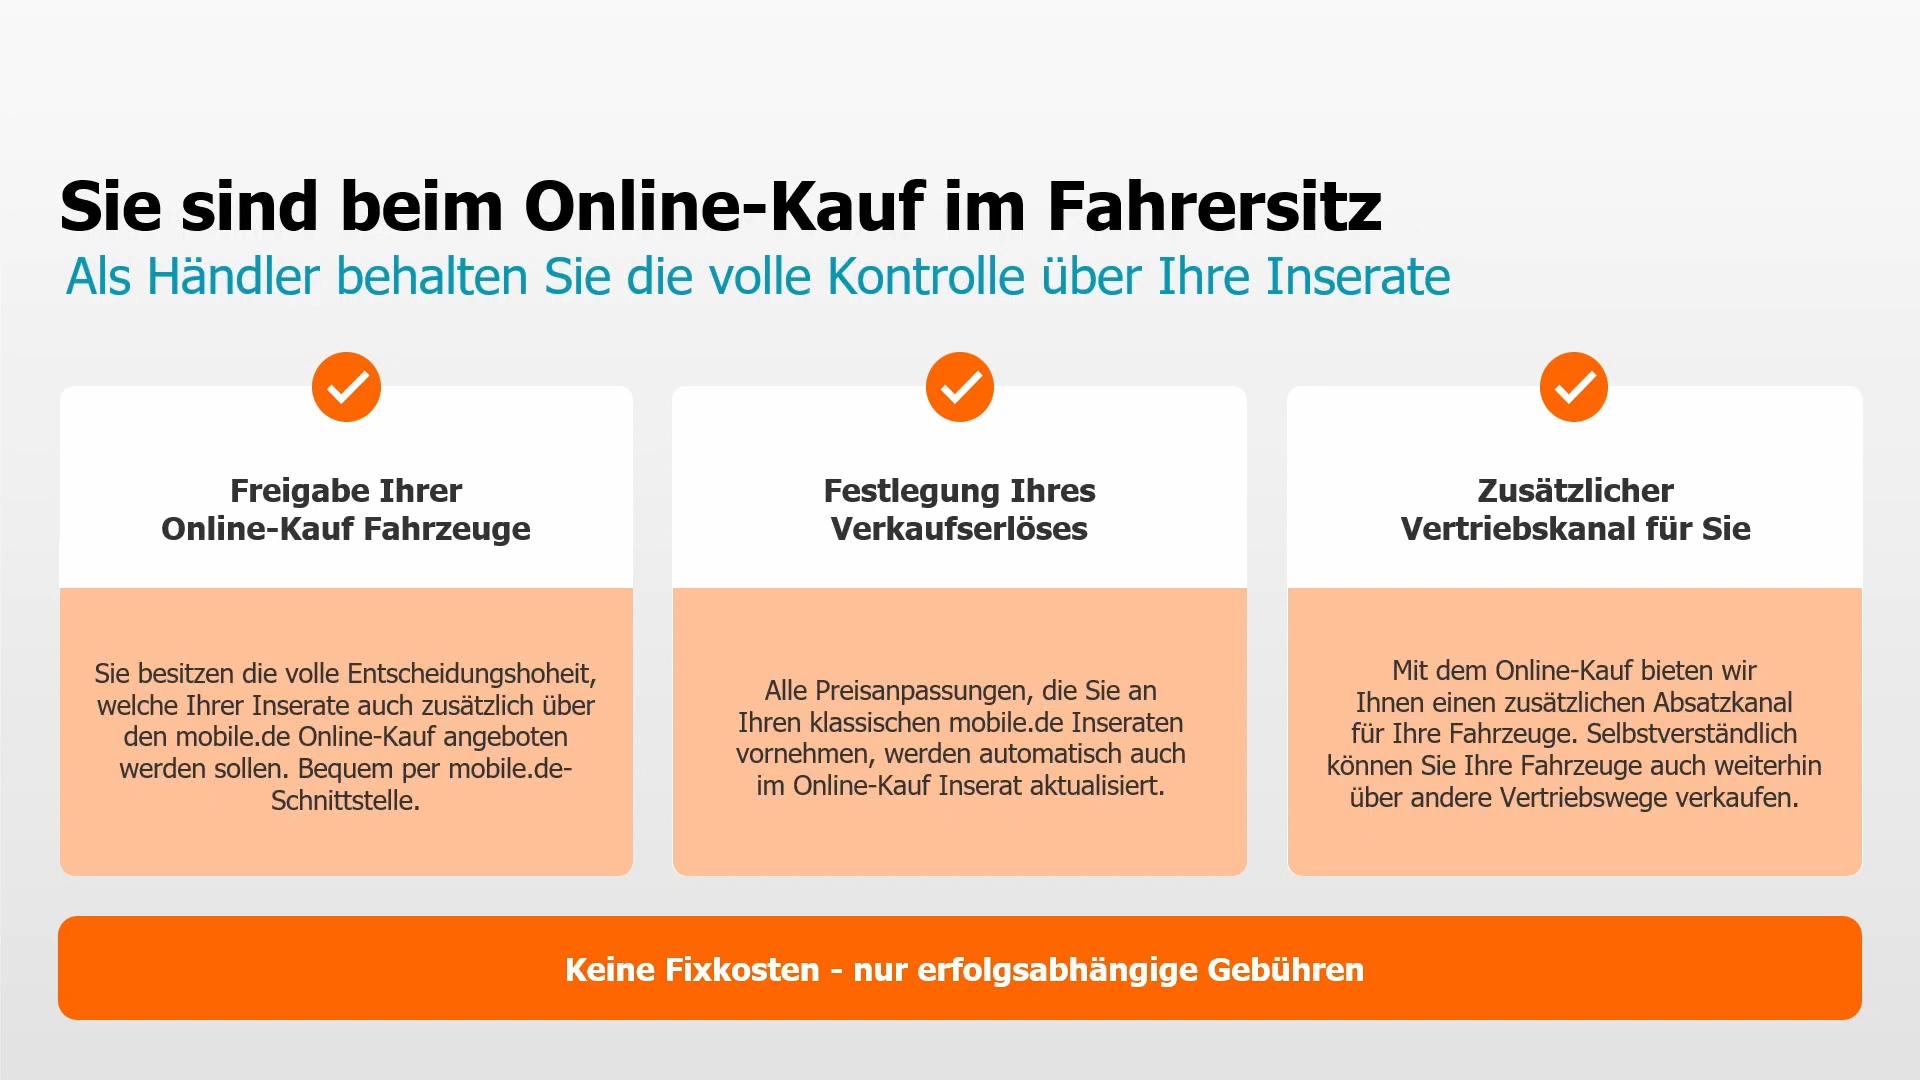 Sie sind beim Online-Kauf im Fahrersitz
Als Händler behalten Sie die volle Kontrolle über Ihre Inserate
Freigabe Ihrer
Online-Kauf Fahrzeuge
Sie besitzen die volle Entscheidungshoheit,
welche Ihrer Inserate auch zusätzlich über
den mobile.de Online-Kauf angeboten
werden sollen. Bequem per mobile.de-
Schnittstelle.
Festlegung Ihres
Verkaufserlöses
Alle Preisanpassungen, die Sie an
Ihren klassischen mobile.de Inseraten
vornehmen, werden automatisch auch
im Online-Kauf Inserat aktualisiert.
Zusätzlicher
Vertriebskanal für Sie
Mit dem Online-Kauf bieten wir
Ihnen einen zusätzlichen Absatzkanal
für Ihre Fahrzeuge. Selbstverständlich
können Sie Ihre Fahrzeuge auch weiterhin
über andere Vertriebswege verkaufen.
Keine Fixkosten - nur erfolgsabhängige Gebühren